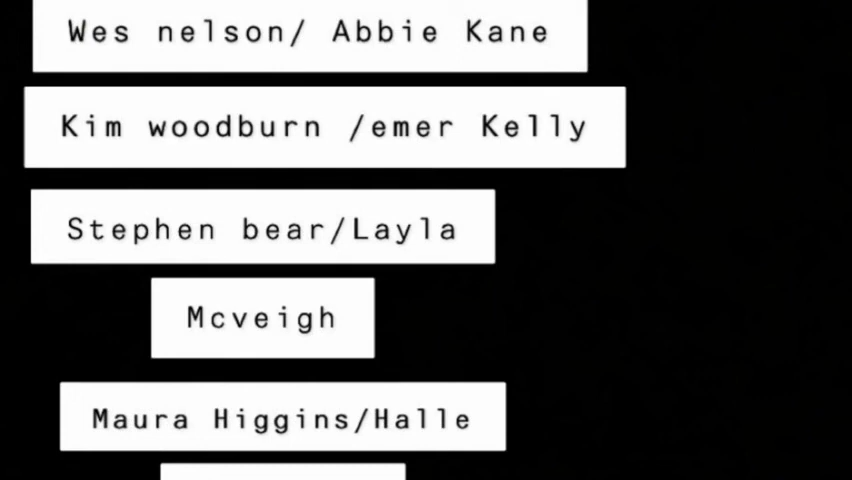 Wes nelson/ Abbie Kane
Kim woodburn /emer Kelly
Stephen bear/Layla
Mcveigh
Maura Higgins/Halle